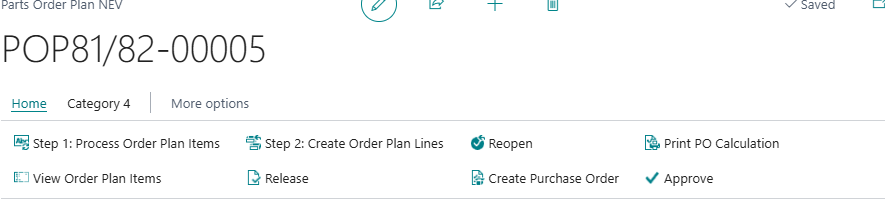 Parts Order Plan NEV
Saved
POP81/82-00005
Home Category 4 More options
Step 1: Process Order Plan Items Step 2: Create Order Plan Lines Reopen Print PO Calculation
View Order Plan Items Release Create Purchase Order Approve